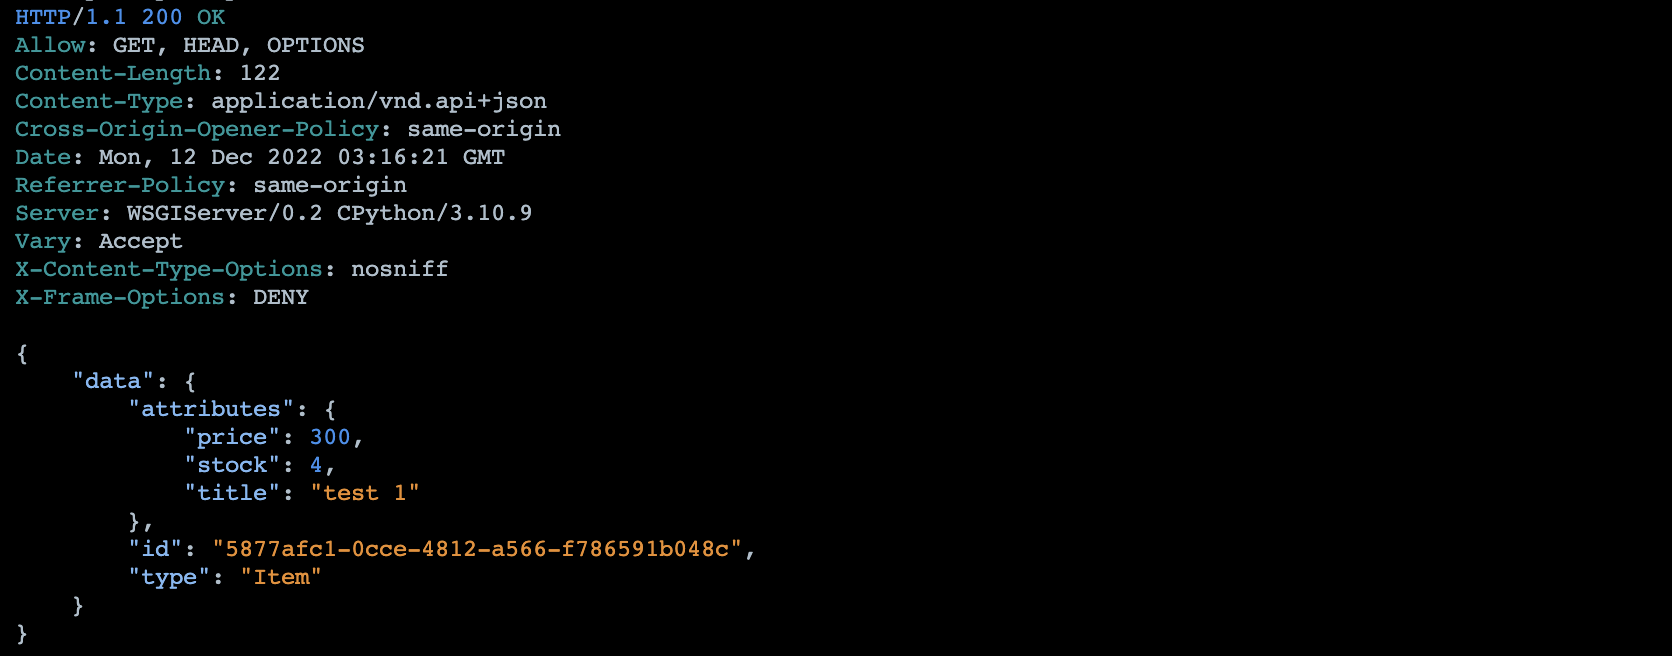 HTTP/1.1 200 OK
Allow: GET, HEAD, OPTIONS
Content-Length: 122
Content-Type: application/vnd.api+json
Cross-Origin-Opener-Policy: same-origin
Date: Mon, 12 Dec 2022 03:16:21 GMT
Referrer-Policy: same-origin
Server: WSGIServer/0.2 CPython/3.10.9
Vary: Accept
X-Content-Type-Options: nosniff
X-Frame-Options: DENY

{
    "data": {
        "attributes": {
            "price": 300,
            "stock": 4,
            "title": "test 1"
        },
        "id": "5877afc1-0cce-4812-a566-f786591b048c",
        "type": "Item"
    }
}